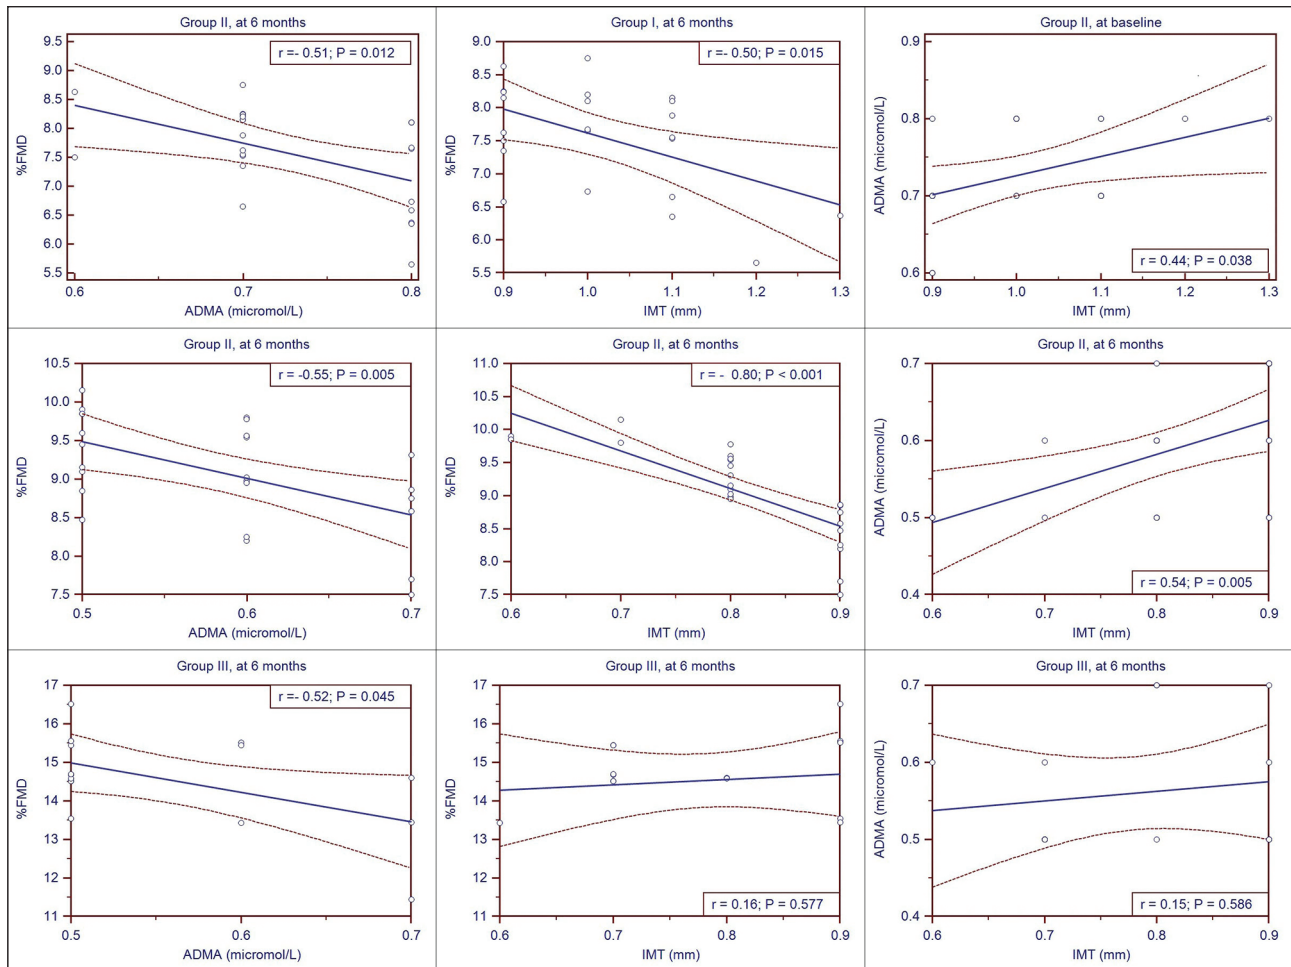 Group II, at 6 months
9.5
9.0
8.5
8.0
7.5
7.0
6.5
6.0
5.5
%FMD
r =- 0.51; P = 0.012
0.6
0.7
0.8
ADMA (micromol/L)
Group I, at 6 months
9.0
8.5
8.0
7.5
7.0
6.5
6.0
5.5
%FMD
r =- 0.50; P = 0.015
0.9
1.0
1.1
1.2
1.3
IMT (mm)
Group II, at baseline
0.9
0.8
0.7
0.6
ADMA (micromol/L)
r = 0.44; P = 0.038
0.9
1.0
1.1
1.2
1.3
IMT (mm)
Group II, at 6 months
10.5
10.0
9.5
9.0
8.5
8.0
7.5
%FMD
r = -0.55; P = 0.005
0.5
0.6
0.7
ADMA (micromol/L)
Group II, at 6 months
11.0
10.5
10.0
9.5
9.0
8.5
8.0
7.5
%FMD
r = - 0.80; P < 0.001
0.6
0.7
0.8
0.9
IMT (mm)
Group II, at 6 months
0.7
0.6
0.5
0.4
ADMA (micromol/L)
r = 0.54; P = 0.005
0.6
0.7
0.8
0.9
IMT (mm)
Group III, at 6 months
17
16
15
14
13
12
11
%FMD
r =- 0.52; P = 0.045
0.5
0.6
0.7
ADMA (micromol/L)
Group III, at 6 months
17
16
15
14
13
12
11
%FMD
r = 0.16; P = 0.577
0.6
0.7
0.8
0.9
IMT (mm)
Group III, at 6 months
0.7
0.6
0.5
0.4
ADMA (micromol/L)
r = 0.15; P = 0.586
0.6
0.7
0.8
0.9
IMT (mm)